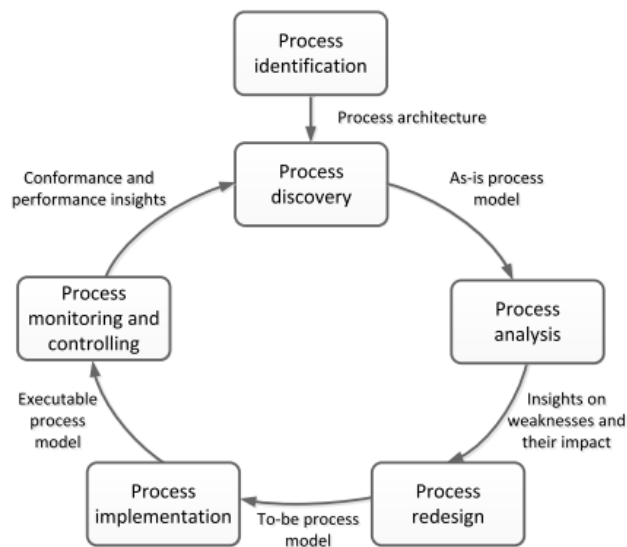 Process
identification
Process architecture
Process
discovery
As-is process
model
Process
analysis
Insights on
weaknesses and
their impact
Process
redesign
To-be process
model
Process
implementation
Executable
process
model
Process
monitoring and
controlling
Conformance and
performance insights